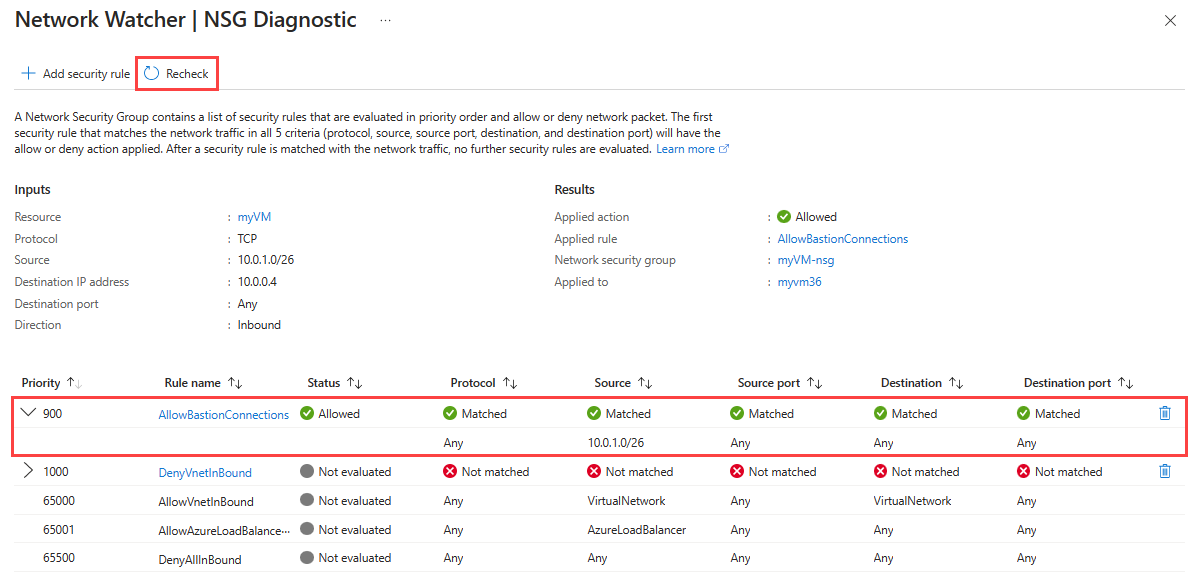 Network Watcher | NSG Diagnostic ...
Add security rule Recheck
A Network Security Group contains a list of security rules that are evaluated in priority order and allow or deny network packet. The first
security rule that matches the network traffic in all 5 criteria (protocol, source, source port, destination, and destination port) will have the
allow or deny action applied. After a security rule is matched with the network traffic, no further security rules are evaluated. Learn more
Inputs
Resource : myVM
Protocol : TCP
Source : 10.0.1.0/26
Destination IP address : 10.0.0.4
Destination port : Any
Direction : Inbound
Results
Applied action : Allowed
Applied rule : AllowBastionConnections
Network security group : myVM-nsg
Applied to : myvm36
Priority Rule name Status Protocol Source Source port Destination Destination port
900 AllowBastionConnections Allowed Matched Matched Matched Matched Matched
Any 10.0.1.0/26 Any Any Any
1000 DenyVnetInBound Not evaluated Not matched Not matched Not matched Not matched Not matched
65000 AllowVnetInBound Not evaluated Any VirtualNetwork Any VirtualNetwork Any
65001 AllowAzureLoadBalance... Not evaluated Any AzureLoadBalancer Any Any Any
65500 DenyAllInBound Not evaluated Any Any Any Any Any